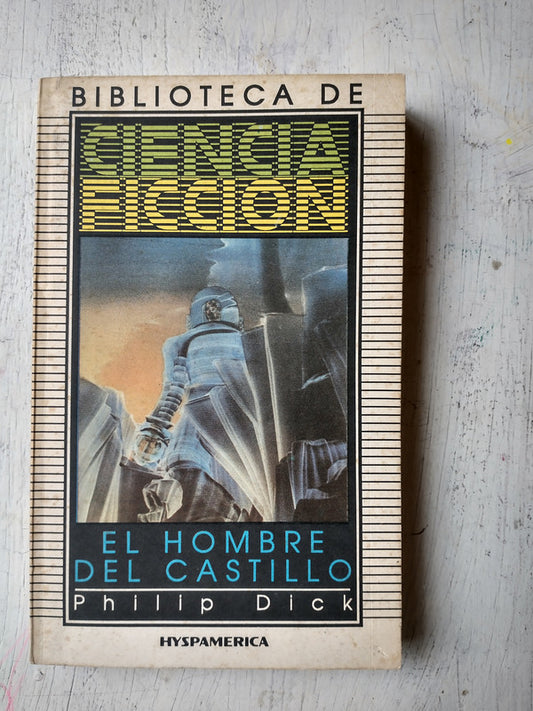 BIBLIOTECA DE
CIENCIA
FICCION
EL HOMBRE
DEL CASTILLO
Philip Dick
HYSPAMERICA